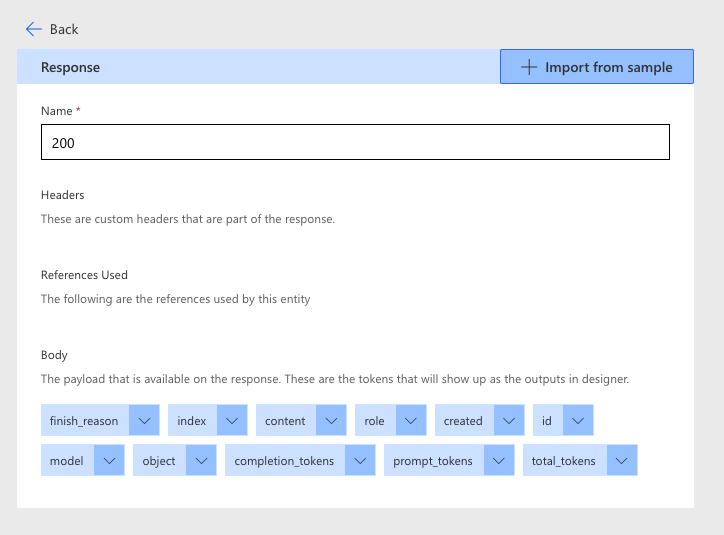 Back
Response
Import from sample
Name *
200
Headers
These are custom headers that are part of the response.
References Used
The following are the references used by this entity
Body
The payload that is available on the response. These are the tokens that will show up as the outputs in designer.
finish_reason index content role created id
model object completion_tokens prompt_tokens total_tokens